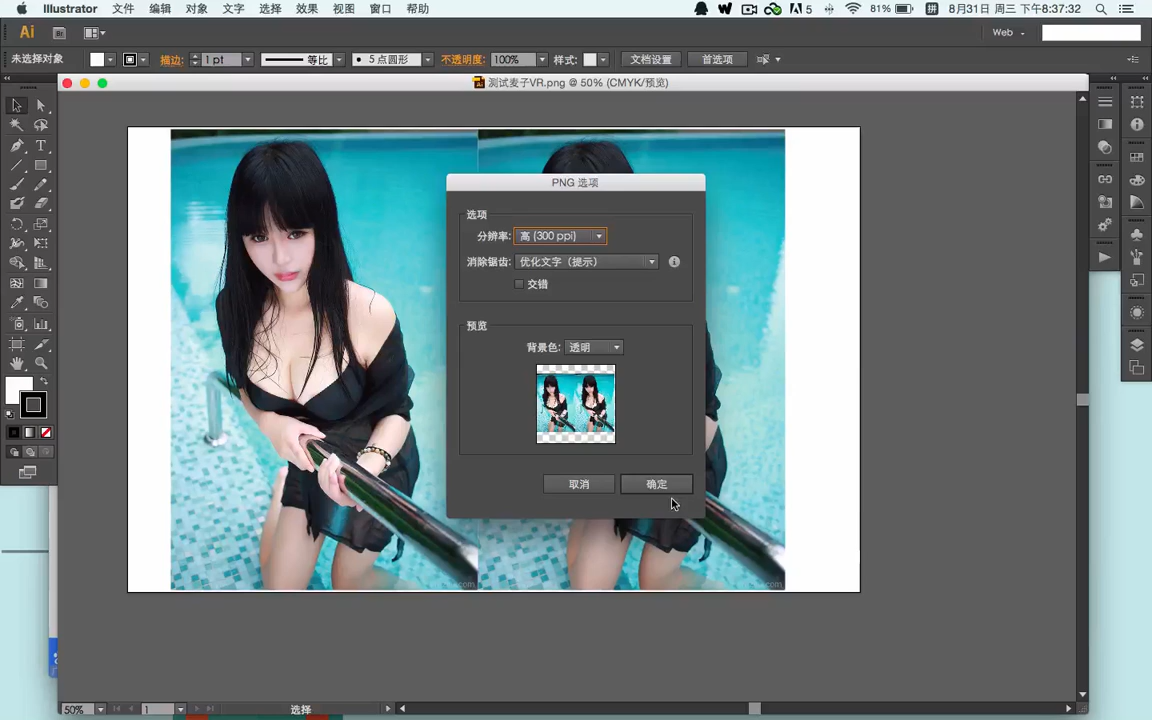 Illustrator 文件 编辑 对象 文字 选择 效果 视图 窗口 帮助
5 81% 拼 8月31日 周三 下午8:37:32
Ai Br Web
未选择对象 描边: 1 pt 等比 5 点圆形 不透明度: 100% 样式: 文档设置 首选项
测试麦子VR.png @ 50% (CMYK/预览)
PNG 选项
选项
分辨率: 高 (300 ppi)
消除锯齿: 优化文字（提示）
交错
预览
背景色: 透明
取消 确定
50% 1 选择